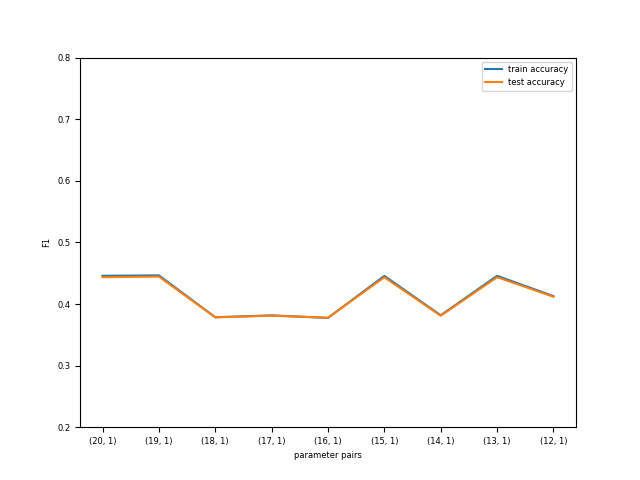 train accuracy
test accuracy
0.8
0.7
0.6
0.5
0.4
0.3
0.2
F1
(20, 1) (19, 1) (18, 1) (17, 1) (16, 1) (15, 1) (14, 1) (13, 1) (12, 1)
parameter pairs